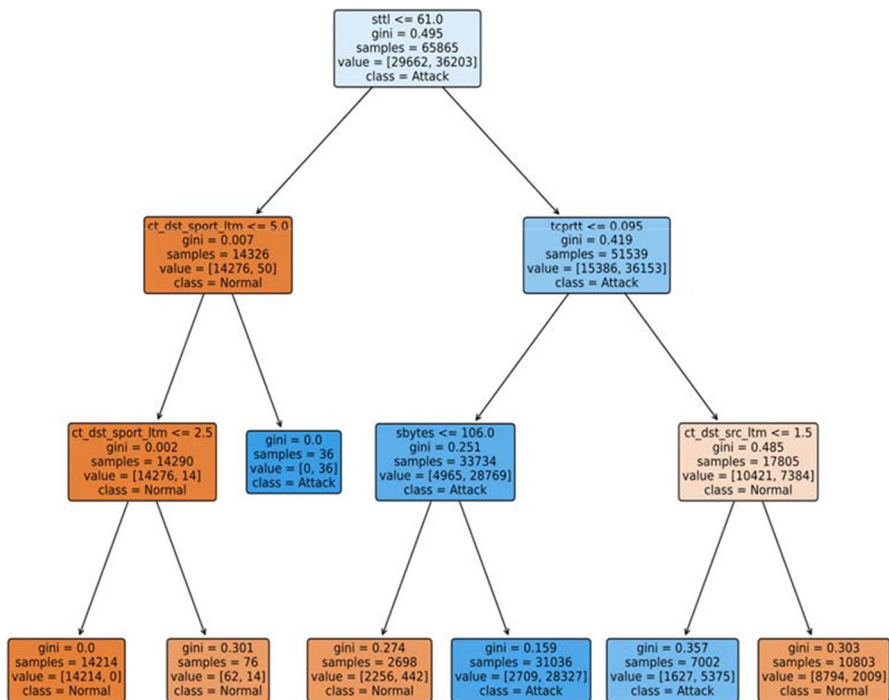 sttl <= 61.0
gini = 0.495
samples = 65865
value = [29662, 36203]
class = Attack
ct_dst_sport_ltm <= 5.0
gini = 0.007
samples = 14326
value = [14276, 50]
class = Normal
tcprtt <= 0.095
gini = 0.419
samples = 51539
value = [15386, 36153]
class = Attack
ct_dst_sport_ltm <= 2.5
gini = 0.002
samples = 14290
value = [14276, 14]
class = Normal
gini = 0.0
samples = 36
value = [0, 36]
class = Attack
sbytes <= 106.0
gini = 0.251
samples = 33734
value = [4965, 28769]
class = Attack
ct_dst_src_ltm <= 1.5
gini = 0.485
samples = 17805
value = [10421, 7384]
class = Normal
gini = 0.0
samples = 14214
value = [14214, 0]
class = Normal
gini = 0.301
samples = 76
value = [62, 14]
class = Normal
gini = 0.274
samples = 2698
value = [2256, 442]
class = Normal
gini = 0.159
samples = 31036
value = [2709, 28327]
class = Attack
gini = 0.357
samples = 7002
value = [1627, 5375]
class = Attack
gini = 0.303
samples = 10803
value = [8794, 2009]
class = Normal